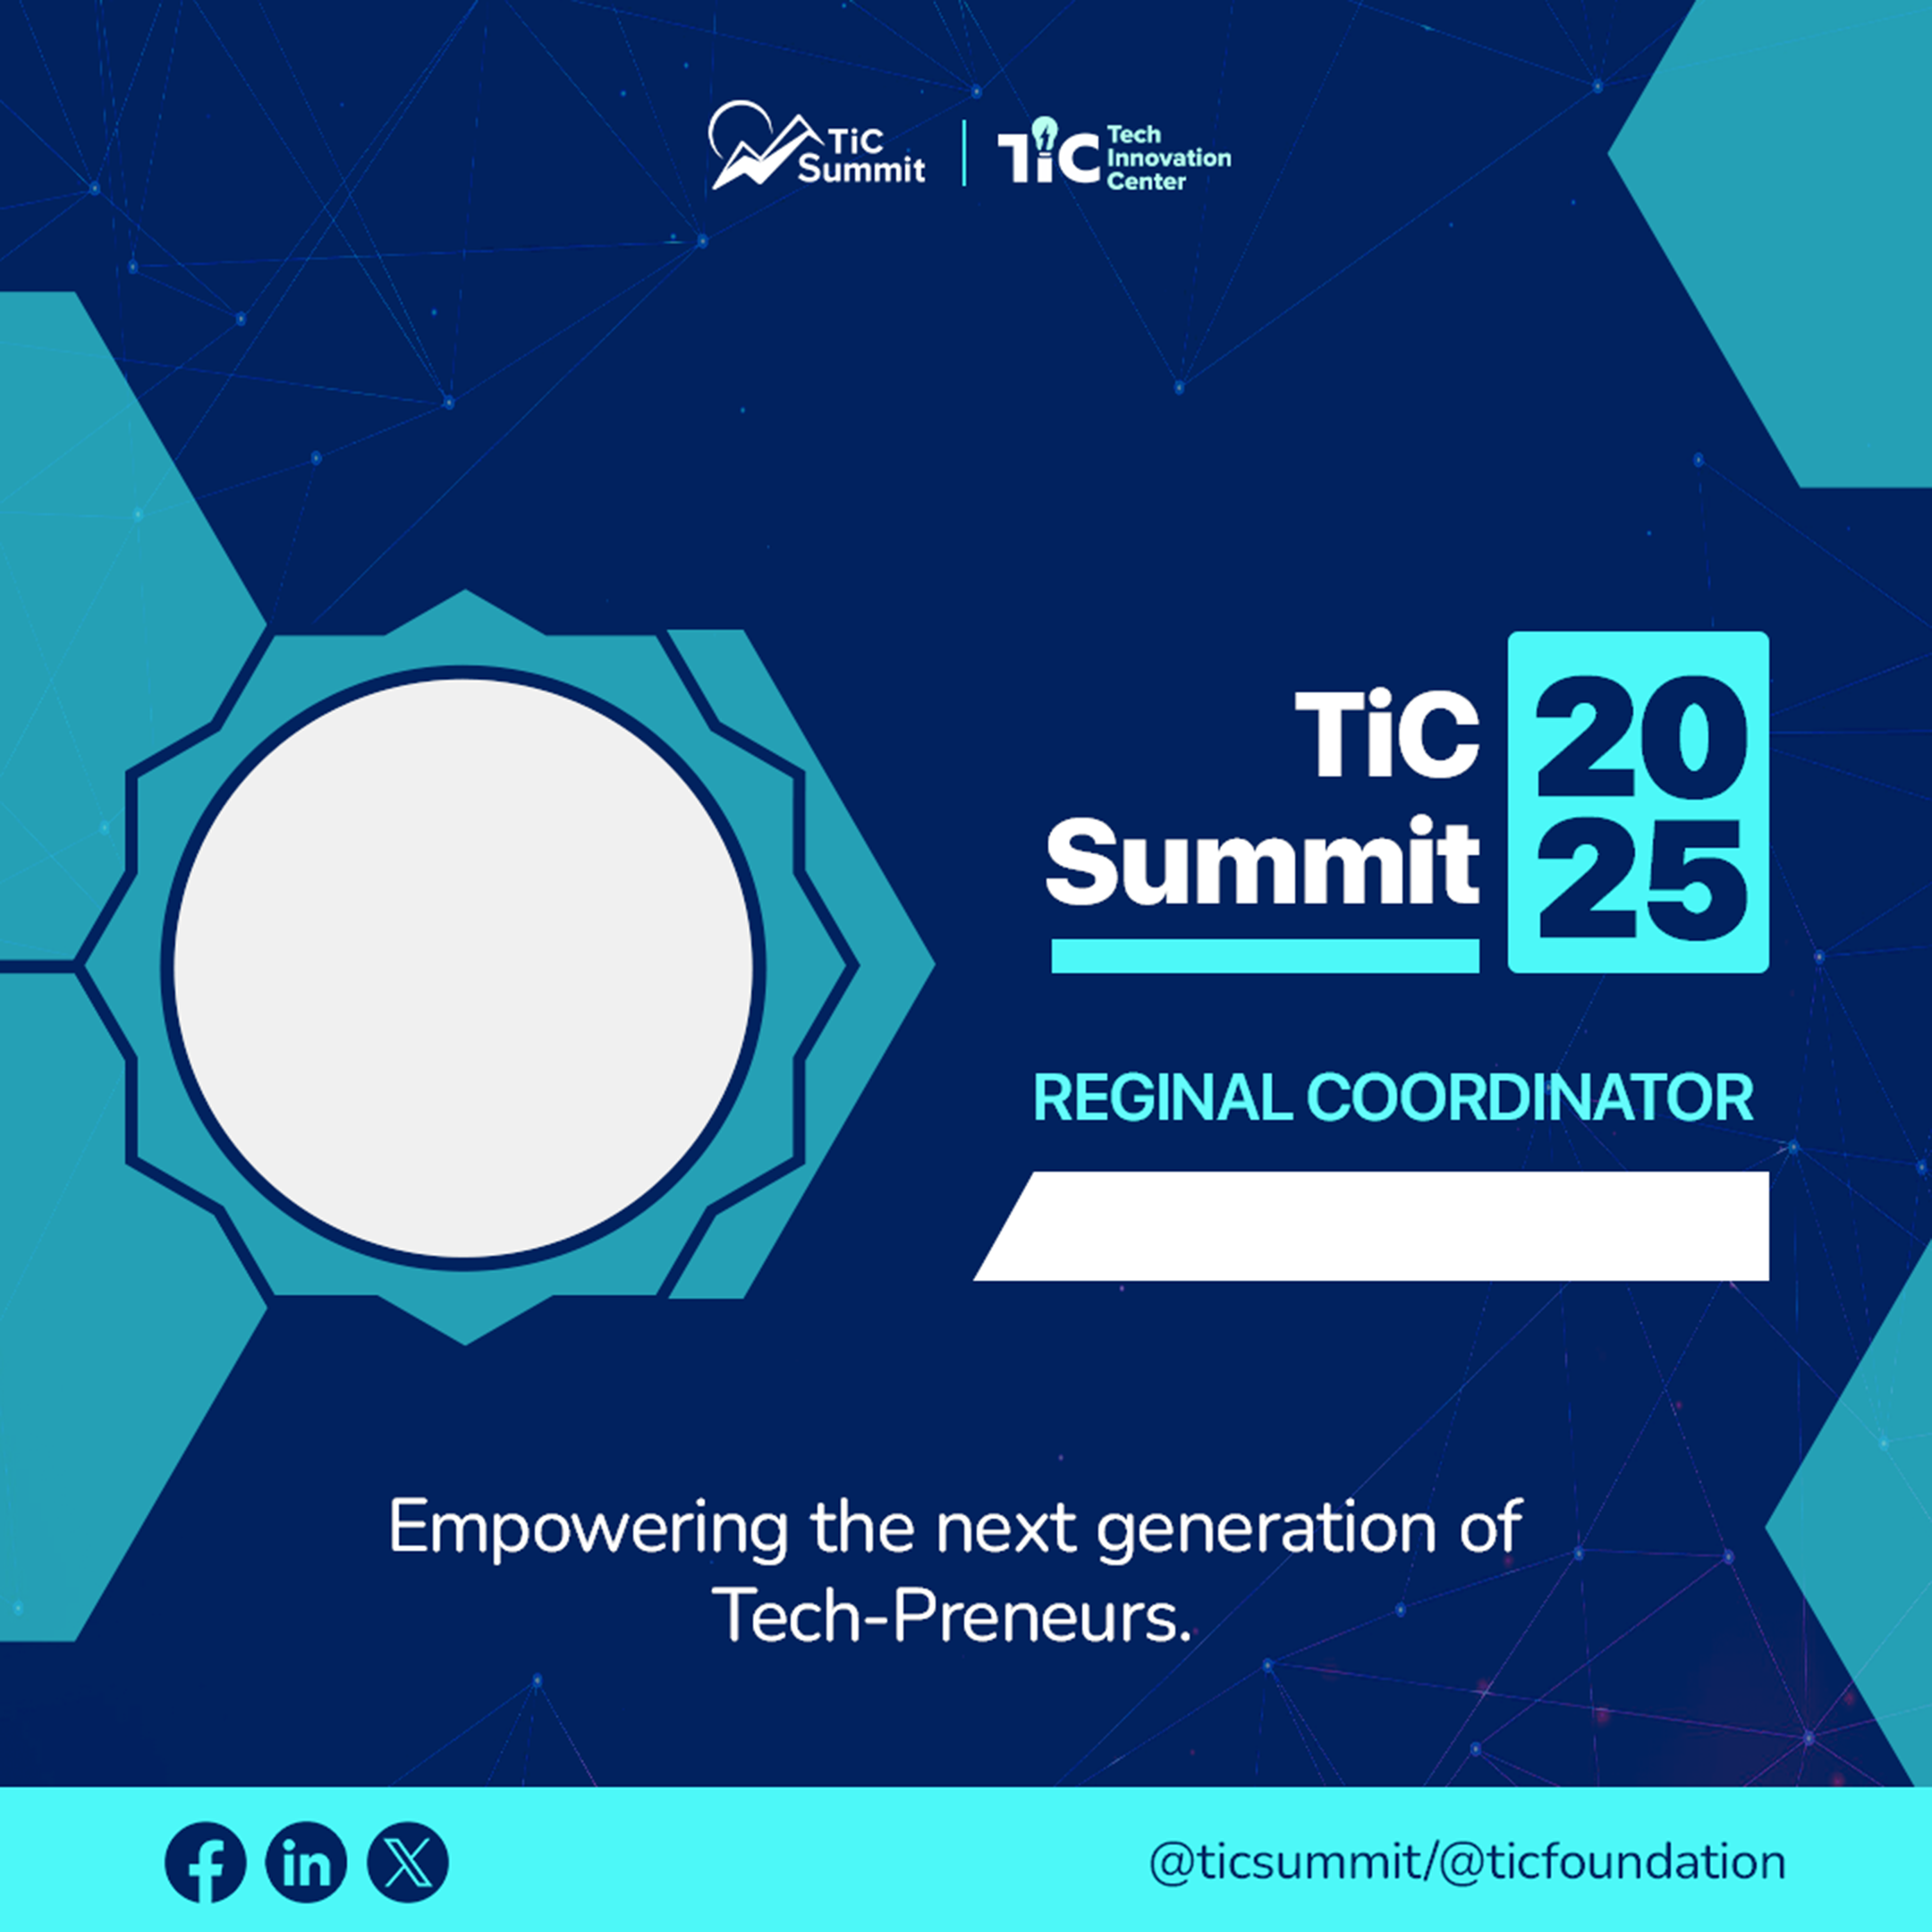 TiC
Summit
TiC
Tech
Innovation
Center
TiC
Summit
20
25
REGINAL COORDINATOR
Empowering the next generation of
Tech-Preneurs.
@ticsummit/@ticfoundation